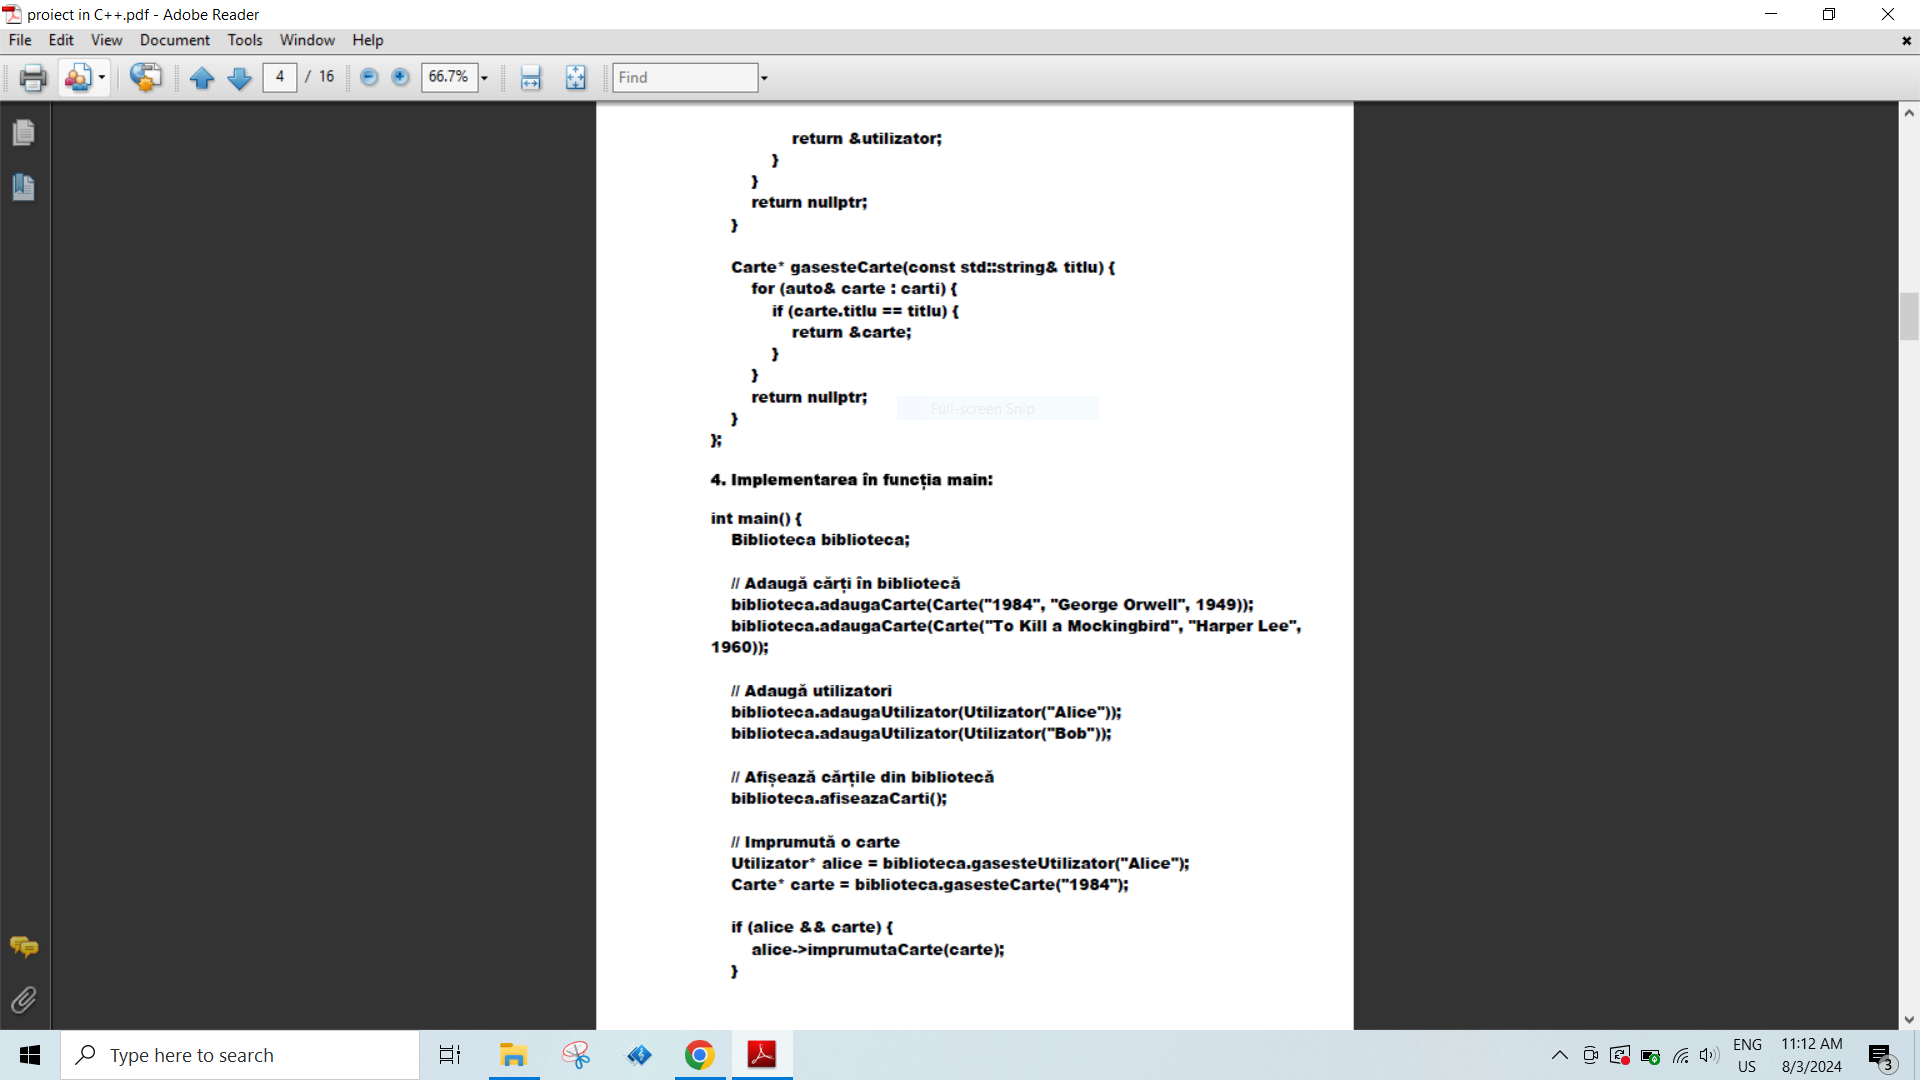 proiect in C++.pdf - Adobe Reader
File Edit View Document Tools Window Help
4 / 16 66.7% Find
return &utilizator;
}
}
return nullptr;
}
Carte* gasesteCarte(const std::string& titlu) {
for (auto& carte : carti) {
if (carte.titlu == titlu) {
return &carte;
}
}
return nullptr;
Full-screen Snip
}
};
4. Implementarea în funcția main:
int main() {
Biblioteca biblioteca;
// Adaugă cărți în bibliotecă
biblioteca.adaugaCarte(Carte("1984", "George Orwell", 1949));
biblioteca.adaugaCarte(Carte("To Kill a Mockingbird", "Harper Lee",
1960));
// Adaugă utilizatori
biblioteca.adaugaUtilizator(Utilizator("Alice"));
biblioteca.adaugaUtilizator(Utilizator("Bob"));
// Afișează cărțile din bibliotecă
biblioteca.afiseazaCarti();
// Imprumută o carte
Utilizator* alice = biblioteca.gasesteUtilizator("Alice");
Carte* carte = biblioteca.gasesteCarte("1984");
if (alice && carte) {
alice->imprumutaCarte(carte);
}
Type here to search
ENG
US
11:12 AM
8/3/2024
3